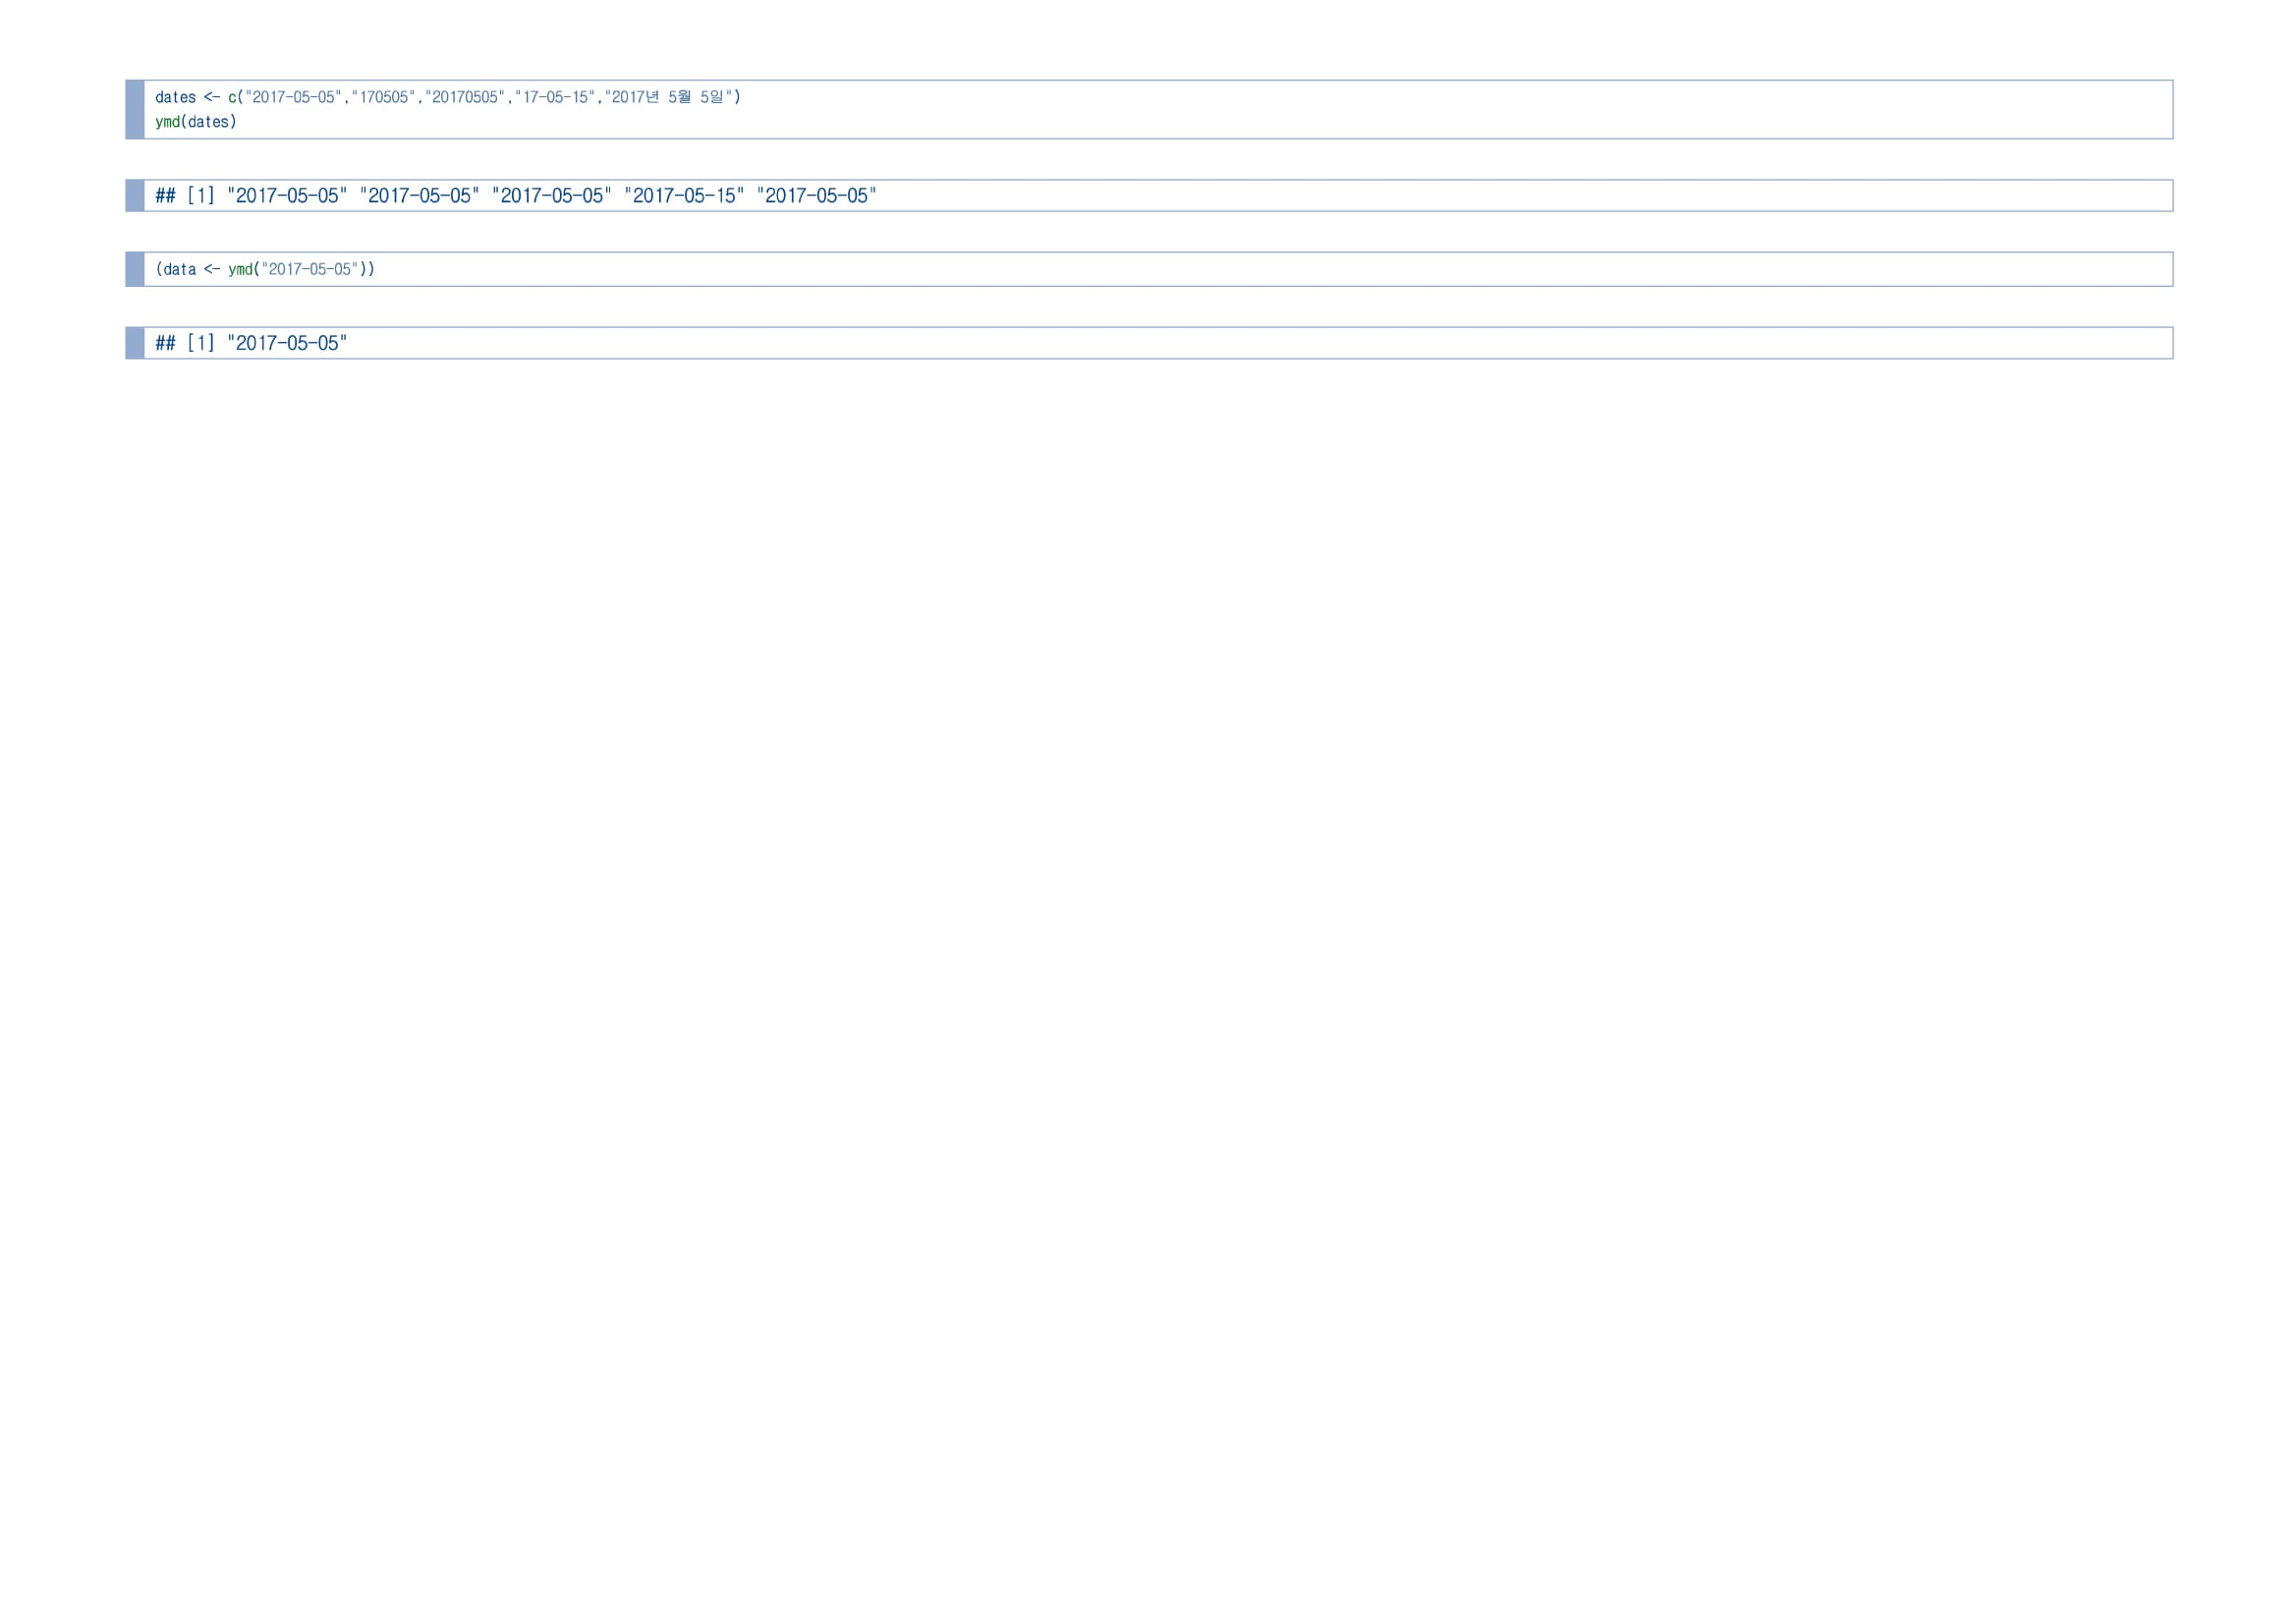 dates <- c("2017-05-05","170505","20170505","17-05-15","2017년 5월 5일")
ymd(dates)
## [1] "2017-05-05" "2017-05-05" "2017-05-05" "2017-05-15" "2017-05-05"
(data <- ymd("2017-05-05"))
## [1] "2017-05-05"